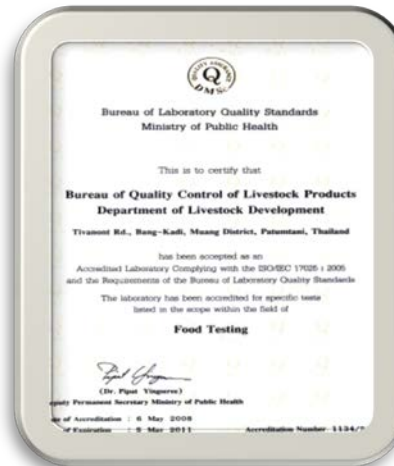 QUALITY ASSURANCE
Q
DMSc.
Bureau of Laboratory Quality Standards
Ministry of Public Health
This is to certify that
Bureau of Quality Control of Livestock Products
Department of Livestock Development
Tivanont Rd., Bang-Kadi, Muang District, Patumtani, Thailand
has been accepted as an
Accredited Laboratory Complying with the ISO/IEC 17025 : 2005
and the Requirements of the Bureau of Laboratory Quality Standards
The laboratory has been accredited for specific tests
listed in the scope within the field of
Food Testing
(Dr. Pipat Yingseree)
Permanent Secretary Ministry of Public Health
of Accreditation : 6 May 2008
of Expiration : 5 May 2011
Accreditation Number 1134/